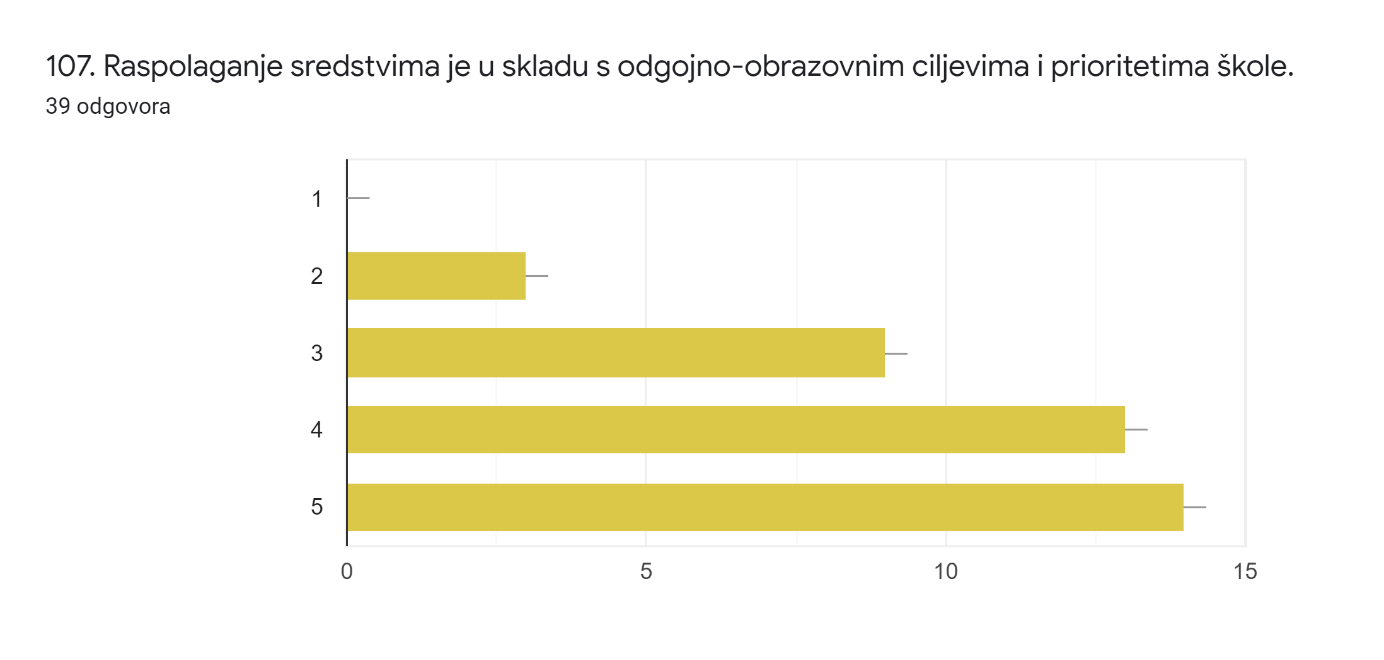 107. Raspolaganje sredstvima je u skladu s odgojno-obrazovnim ciljevima i prioritetima škole.
39 odgovora
1
2
3
4
5
0 5 10 15